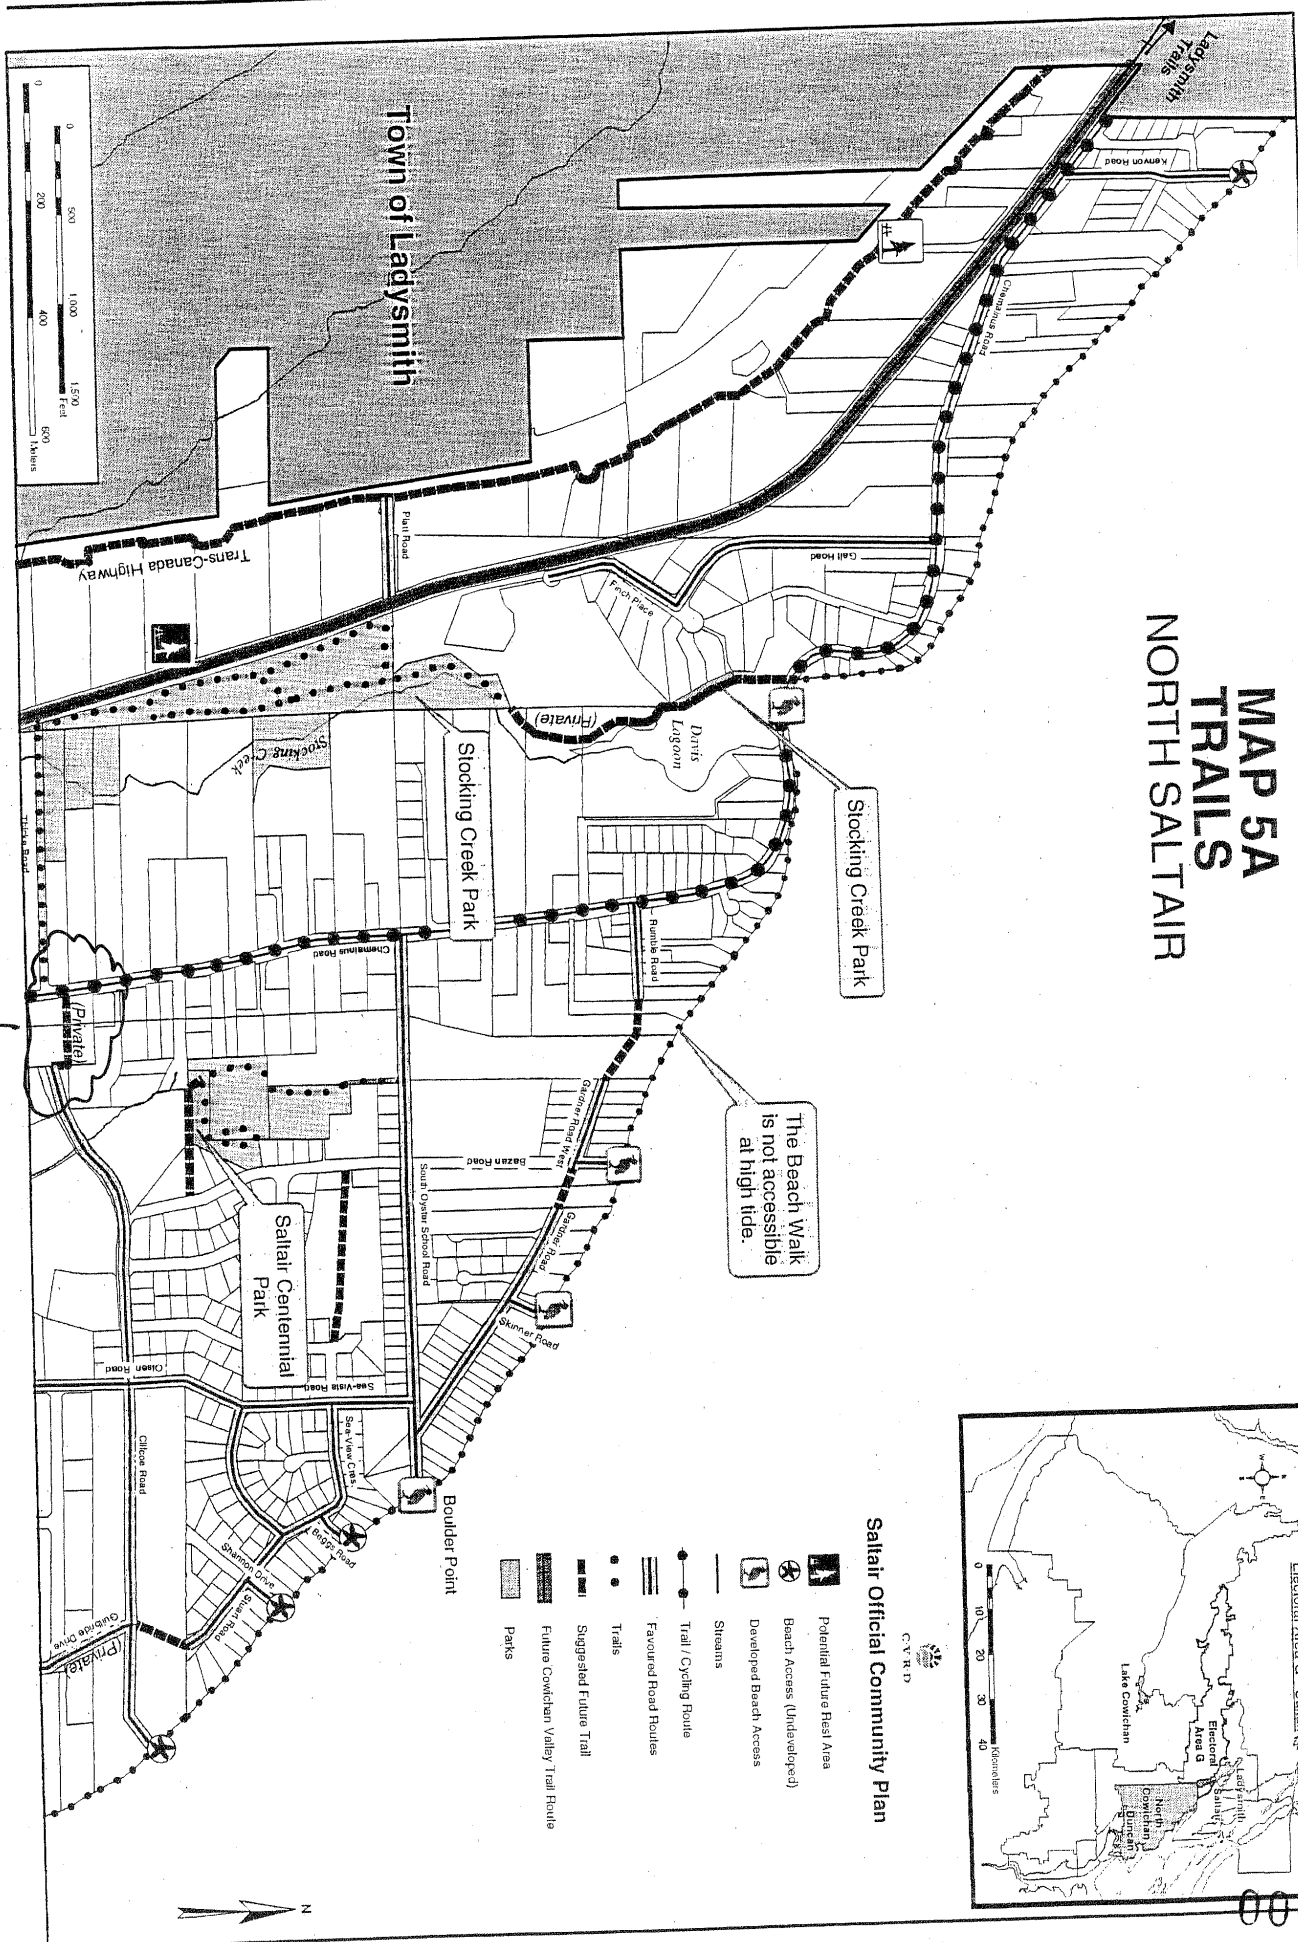 MAP 5A
TRAILS
NORTH SALTAIR
Ladysmith
Trails
Kenyon Road
Chemainus Road
Town of Ladysmith
0 500 1,000 1,500
Feet
0 200 400 600
Meters
Trans-Canada Highway
Platt Road
Gail Road
Finch Place
(Private)
Davis
Lagoon
Stocking Creek Park
Stocking Creek Park
Stocking
Creek
Thicke Road
Chemainus Road
Rumble Road
The Beach Walk
is not accessible
at high tide.
(Private)
Gardner Road West
Bazan Road
South Oyster School Road
Gardner Road
Skinner Road
Saltair Centennial
Park
Olsen Road
Sea-Vista Road
Sea-View Cres.
Clifcoe Road
Boulder Point
Beggs Road
Shannon Drive
Stuart Road
Guilbride Drive
(Private)
N
Saltair Official Community Plan
C.V.R.D
Potential Future Rest Area
Beach Access (Undeveloped)
Developed Beach Access
Streams
Trail / Cycling Route
Favoured Road Routes
Trails
Suggested Future Trail
Future Cowichan Valley Trail Route
Parks
N
W E
S
0 10 20 30 40
Kilometers
Lake Cowichan
Electoral
Area G
Ladysmith
Saltair
North
Cowichan
Duncan